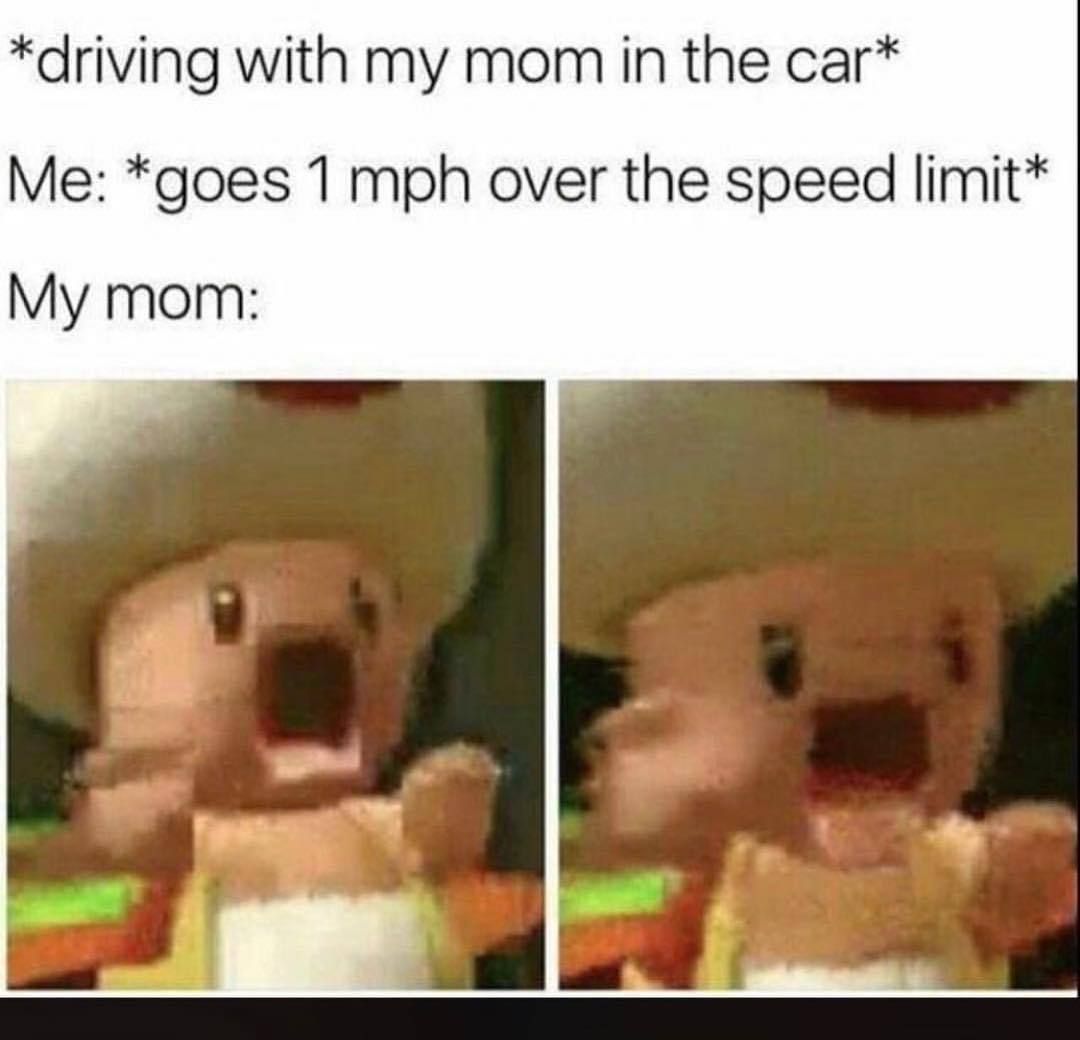 *driving with my mom in the car*
Me: *goes 1 mph over the speed limit*
My mom: